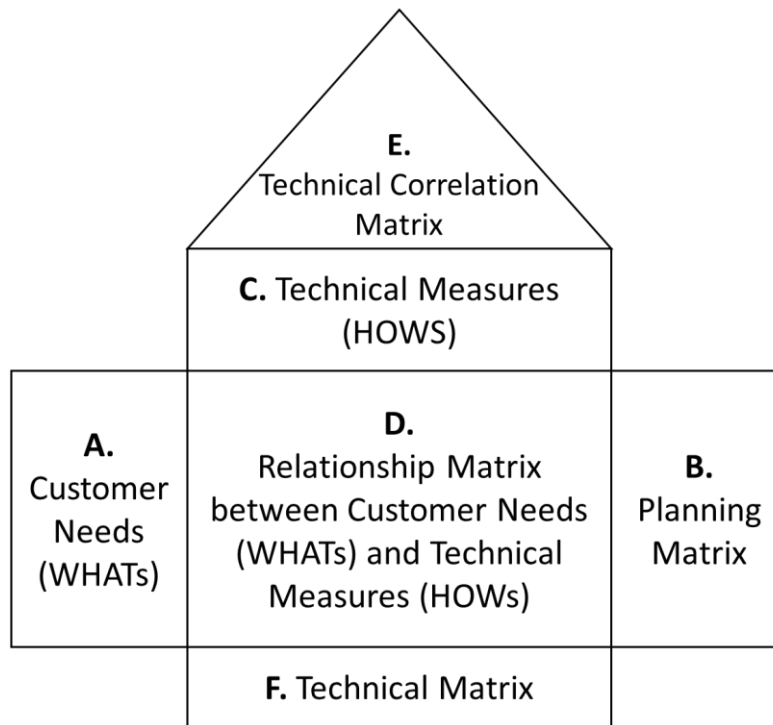 E.
Technical Correlation
Matrix
C. Technical Measures
(HOWS)
A.
Customer
Needs
(WHATs)
D.
Relationship Matrix
between Customer Needs
(WHATs) and Technical
Measures (HOWs)
B.
Planning
Matrix
F. Technical Matrix